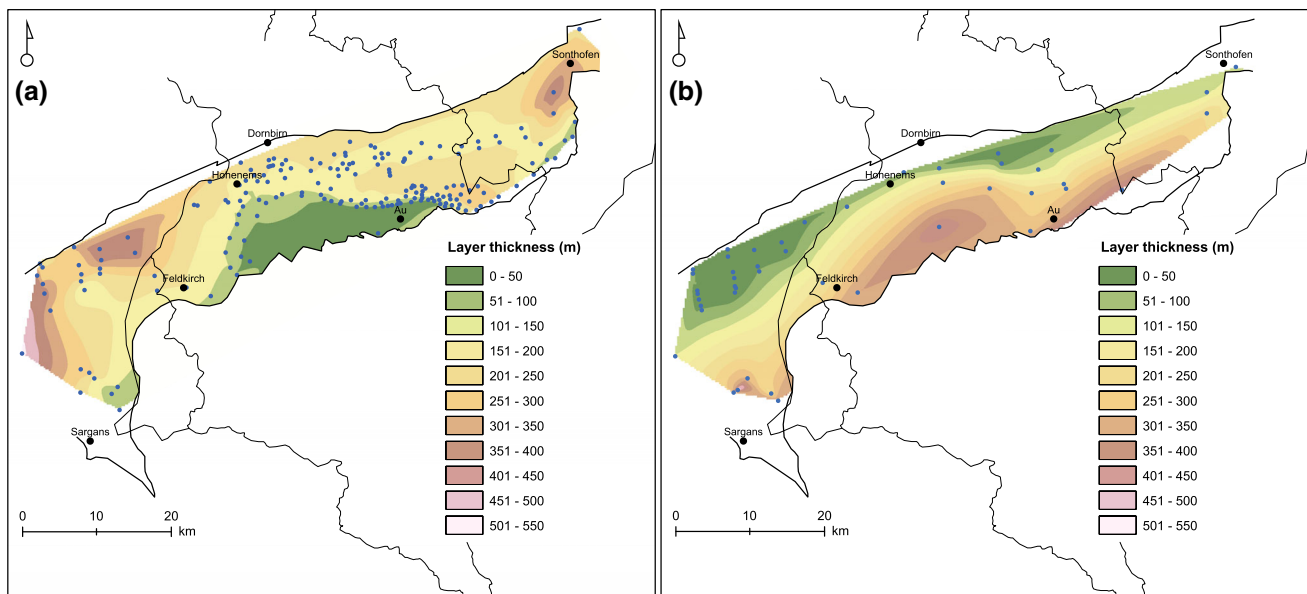 (a)
Sonthofen
Dornbirn
Hohenems
Au
Feldkirch
Sargans
Layer thickness (m)
0 - 50
51 - 100
101 - 150
151 - 200
201 - 250
251 - 300
301 - 350
351 - 400
401 - 450
451 - 500
501 - 550
0 10 20
km
(b)
Sonthofen
Dornbirn
Hohenems
Au
Feldkirch
Sargans
Layer thickness (m)
0 - 50
51 - 100
101 - 150
151 - 200
201 - 250
251 - 300
301 - 350
351 - 400
401 - 450
451 - 500
501 - 550
0 10 20
km